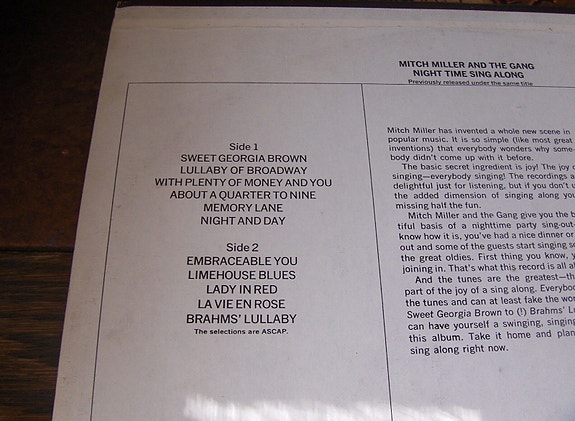 MITCH MILLER AND THE GANG
NIGHT TIME SING ALONG
Previously released under the same title
Side 1
SWEET GEORGIA BROWN
LULLABY OF BROADWAY
WITH PLENTY OF MONEY AND YOU
ABOUT A QUARTER TO NINE
MEMORY LANE
NIGHT AND DAY
Side 2
EMBRACEABLE YOU
LIMEHOUSE BLUES
LADY IN RED
LA VIE EN ROSE
BRAHMS' LULLABY
The selections are ASCAP.
Mitch Miller has invented a whole new scene in
popular music. It is so simple (like most great
inventions) that everybody wonders why some-
body didn't come up with it before.
The basic secret ingredient is joy! The joy o
singing—everybody singing! The recordings a
delightful just for listening, but if you don't u
the added dimension of singing along you
missing half the fun.
Mitch Miller and the Gang give you the b
tiful basis of a nighttime party sing-out-
know how it is, you've had a nice dinner or
out and some of the guests start singing so
the great oldies. First thing you know, y
joining in. That's what this record is all a
And the tunes are the greatest—th
part of the joy of a sing along. Everybod
the tunes and can at least fake the wor
Sweet Georgia Brown to (!) Brahms' Lu
can have yourself a swinging, singing
this album. Take it home and plan
sing along right now.